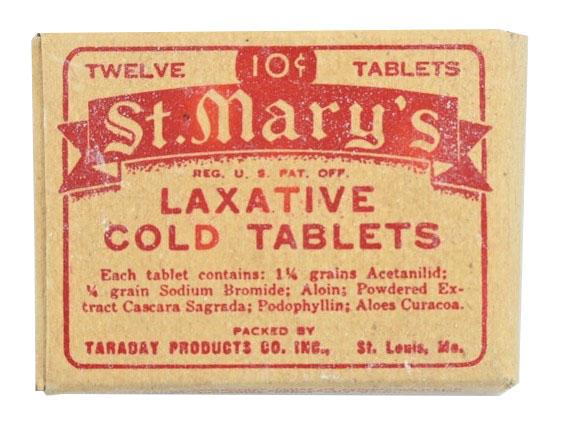 TWELVE 10¢ TABLETS
St. Mary's
REG. U. S. PAT. OFF.
LAXATIVE
COLD TABLETS
Each tablet contains: 1¼ grains Acetanilid;
¼ grain Sodium Bromide; Aloin; Powdered Ex-
tract Cascara Sagrada; Podophyllin; Aloes Curacoa.
PACKED BY
TARADAY PRODUCTS CO. INC., St. Louis, Mo.